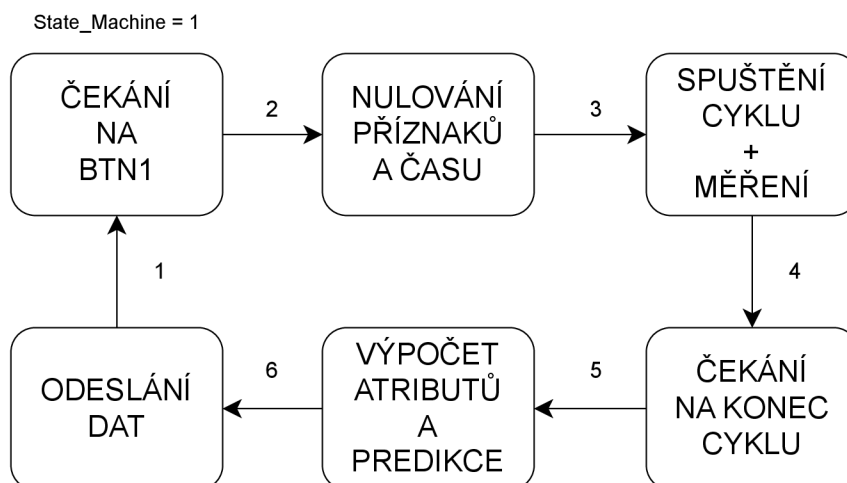 State_Machine = 1
ČEKÁNÍ
NA
BTN1
2
NULOVÁNÍ
PŘÍZNAKŮ
A ČASU
3
SPUŠTĚNÍ
CYKLU
+
MĚŘENÍ
1
4
ODESLÁNÍ
DAT
6
VÝPOČET
ATRIBUTŮ
A
PREDIKCE
5
ČEKÁNÍ
NA KONEC
CYKLU